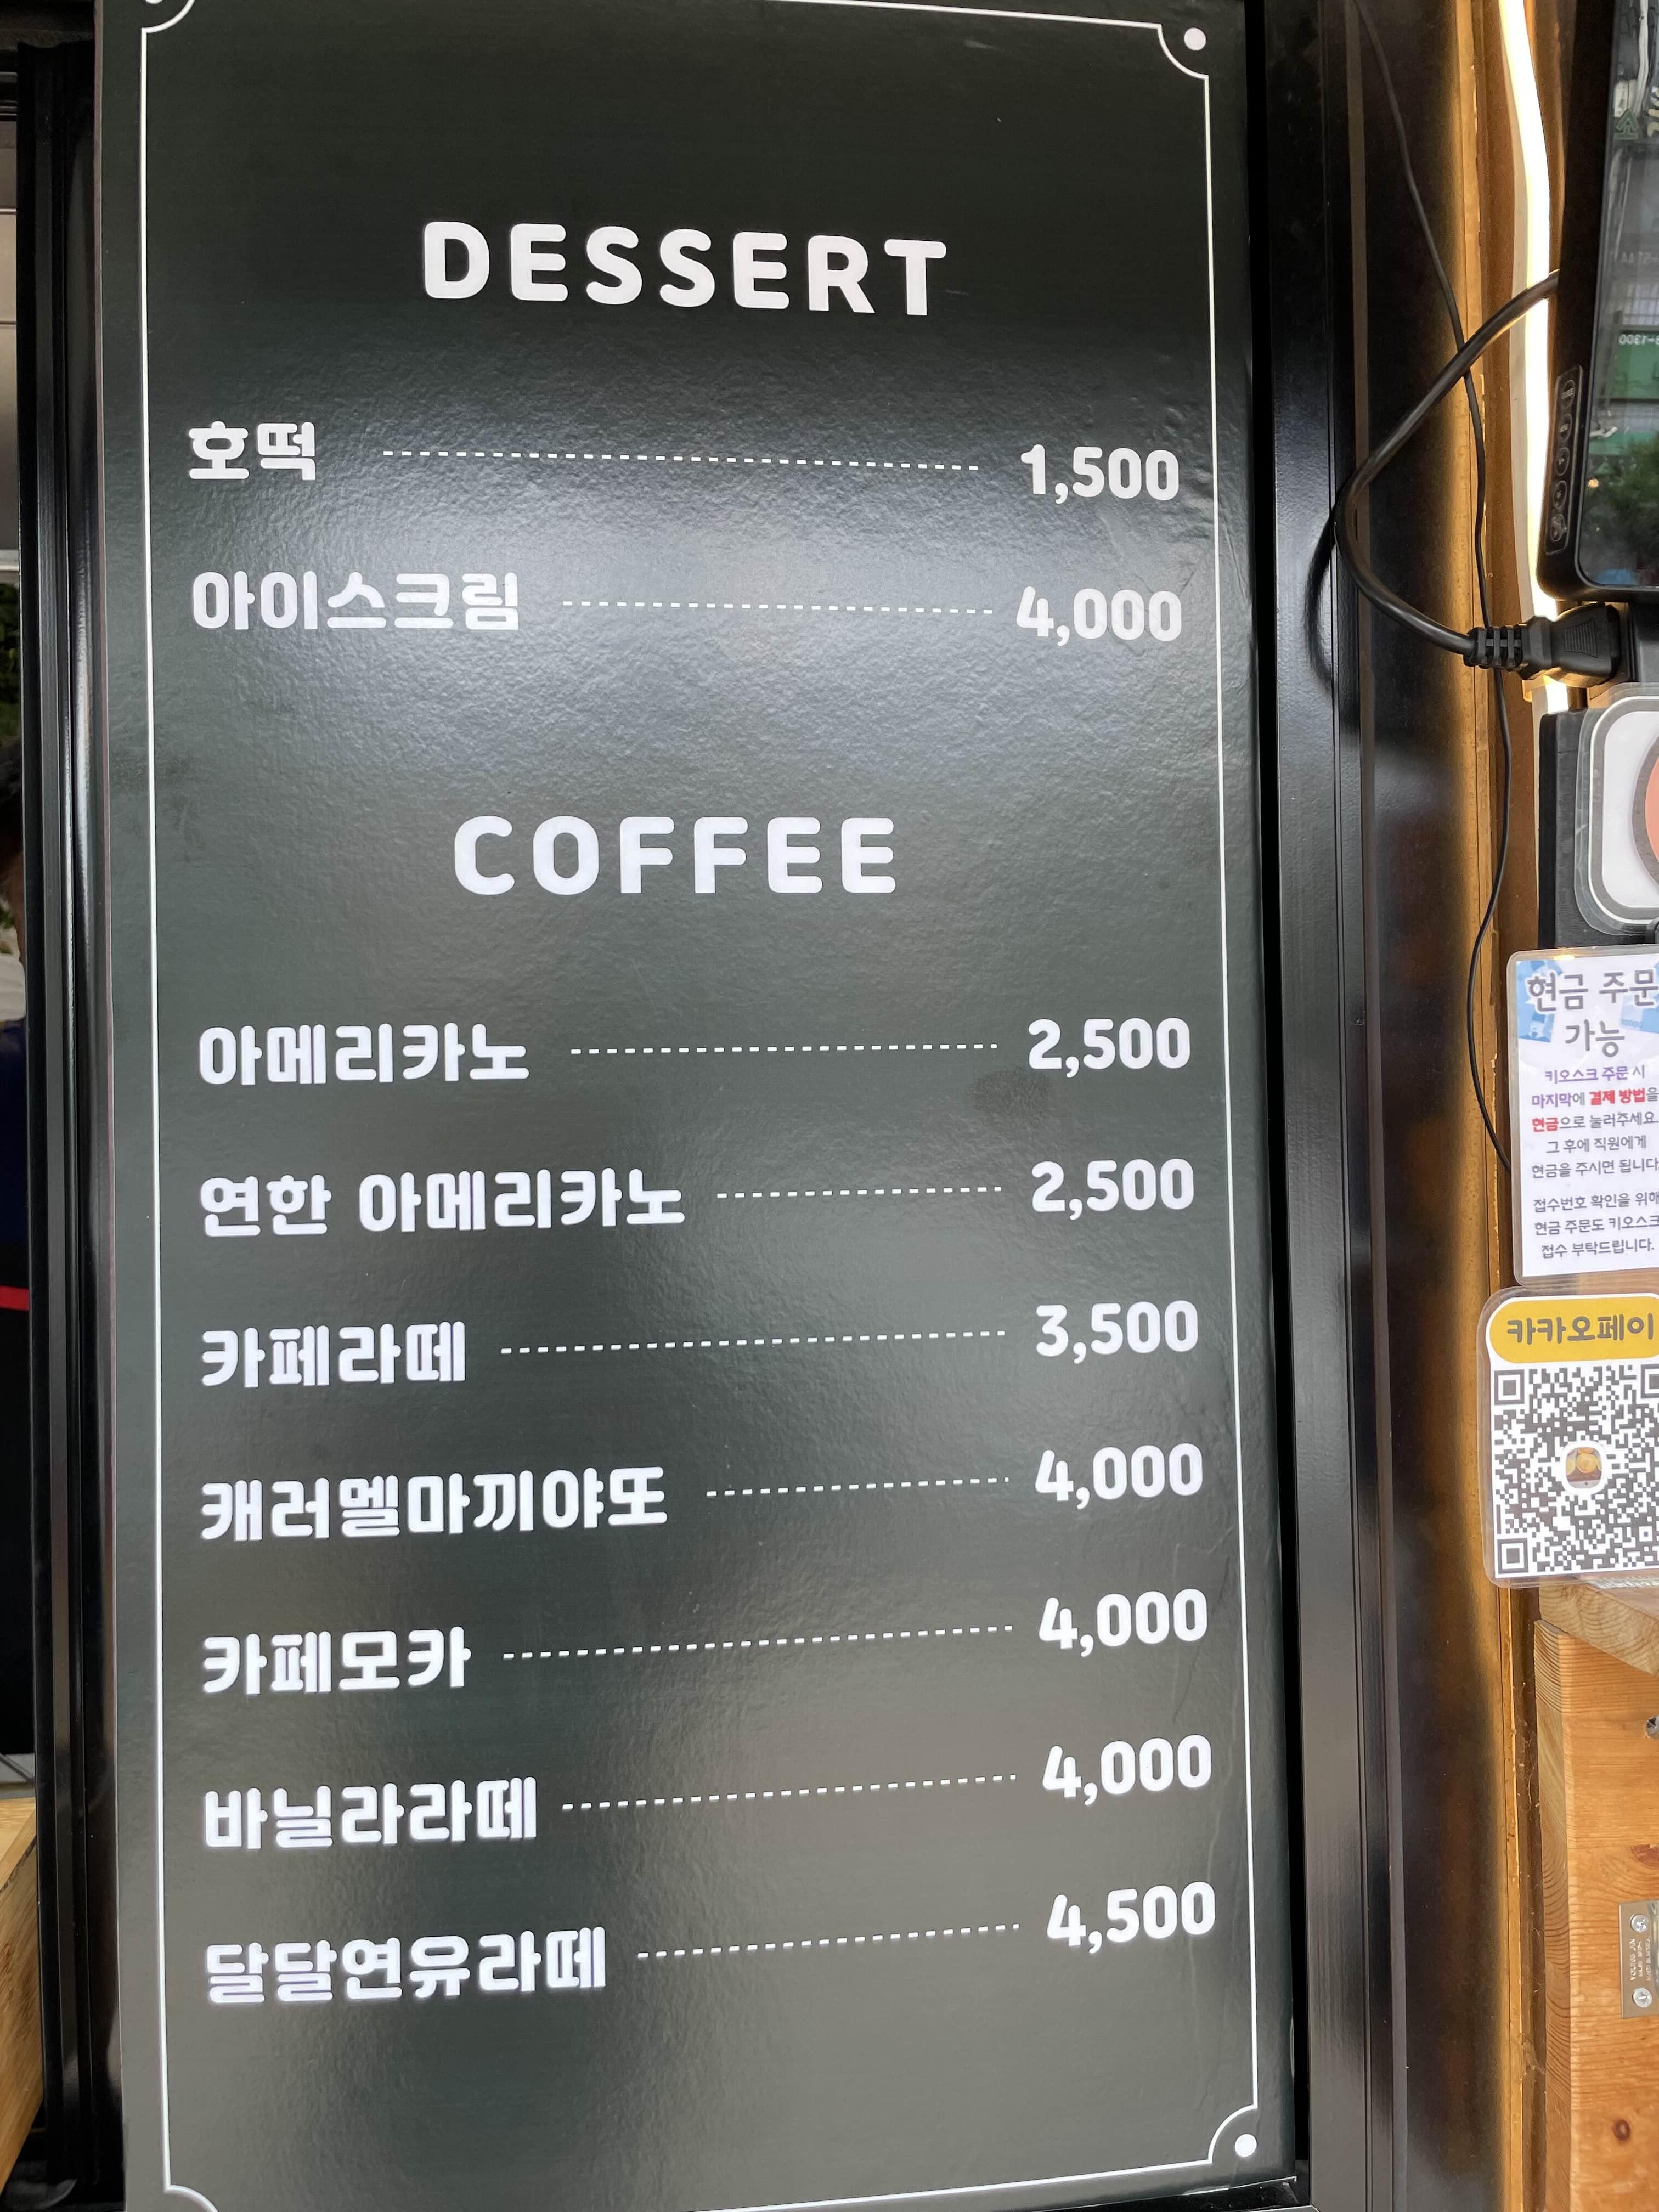 DESSERT
호떡 1,500
아이스크림 4,000
COFFEE
아메리카노 2,500
연한 아메리카노 2,500
카페라떼 3,500
캐러멜마끼야또 4,000
카페모카 4,000
바닐라라떼 4,000
달달연유라떼 4,500
현금 주문
가능
키오스크 주문 시
마지막에 결제 방법을
현금으로 눌러주세요.
그 후에 직원에게
현금을 주시면 됩니다
접수번호 확인을 위해
현금 주문도 키오스크
접수 부탁드립니다.
카카오페이